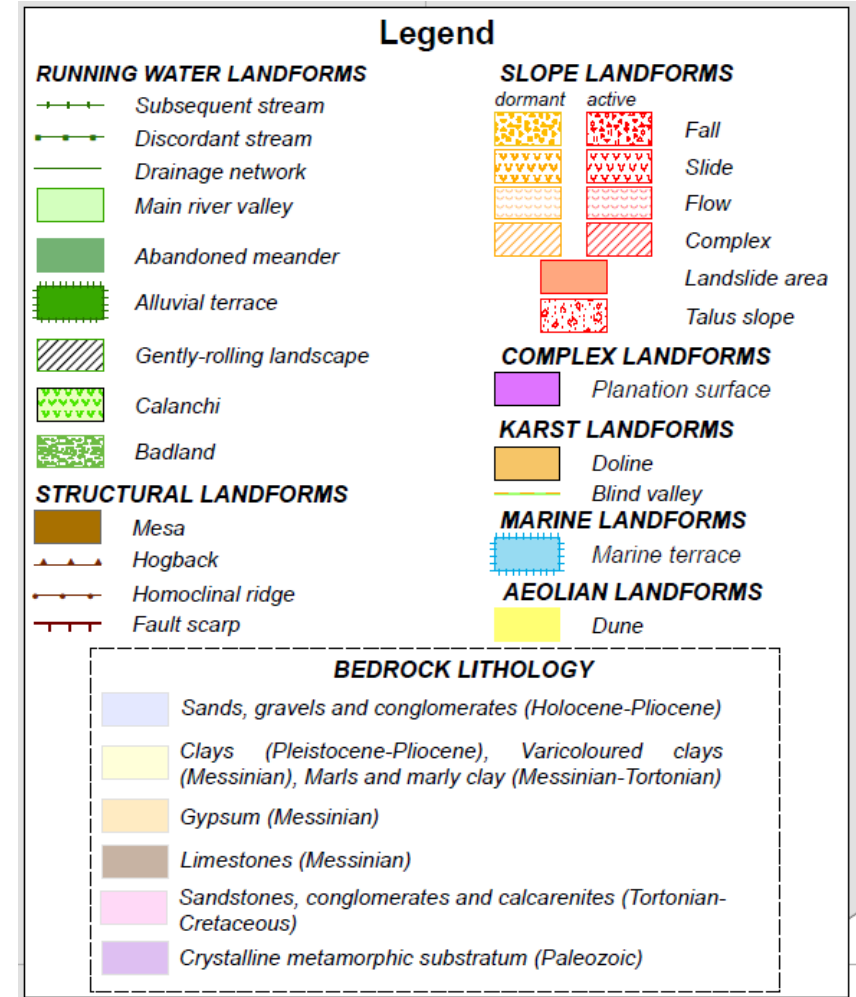 Legend
RUNNING WATER LANDFORMS
Subsequent stream
Discordant stream
Drainage network
Main river valley
Abandoned meander
Alluvial terrace
Gently-rolling landscape
Calanchi
Badland
STRUCTURAL LANDFORMS
Mesa
Hogback
Homoclinal ridge
Fault scarp
SLOPE LANDFORMS
dormant active
Fall
Slide
Flow
Complex
Landslide area
Talus slope
COMPLEX LANDFORMS
Planation surface
KARST LANDFORMS
Doline
Blind valley
MARINE LANDFORMS
Marine terrace
AEOLIAN LANDFORMS
Dune
BEDROCK LITHOLOGY
Sands, gravels and conglomerates (Holocene-Pliocene)
Clays (Pleistocene-Pliocene), Varicoloured clays
(Messinian), Marls and marly clay (Messinian-Tortonian)
Gypsum (Messinian)
Limestones (Messinian)
Sandstones, conglomerates and calcarenites (Tortonian-
Cretaceous)
Crystalline metamorphic substratum (Paleozoic)